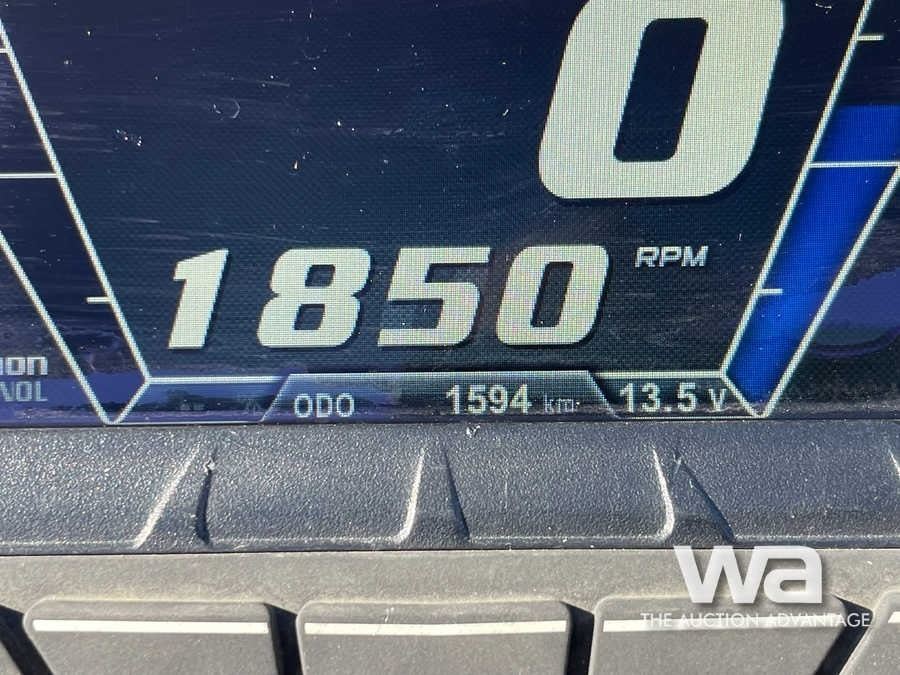 0
1850 RPM
ODO 1594 km 13.5 V
wa
THE AUCTION ADVANTAGE